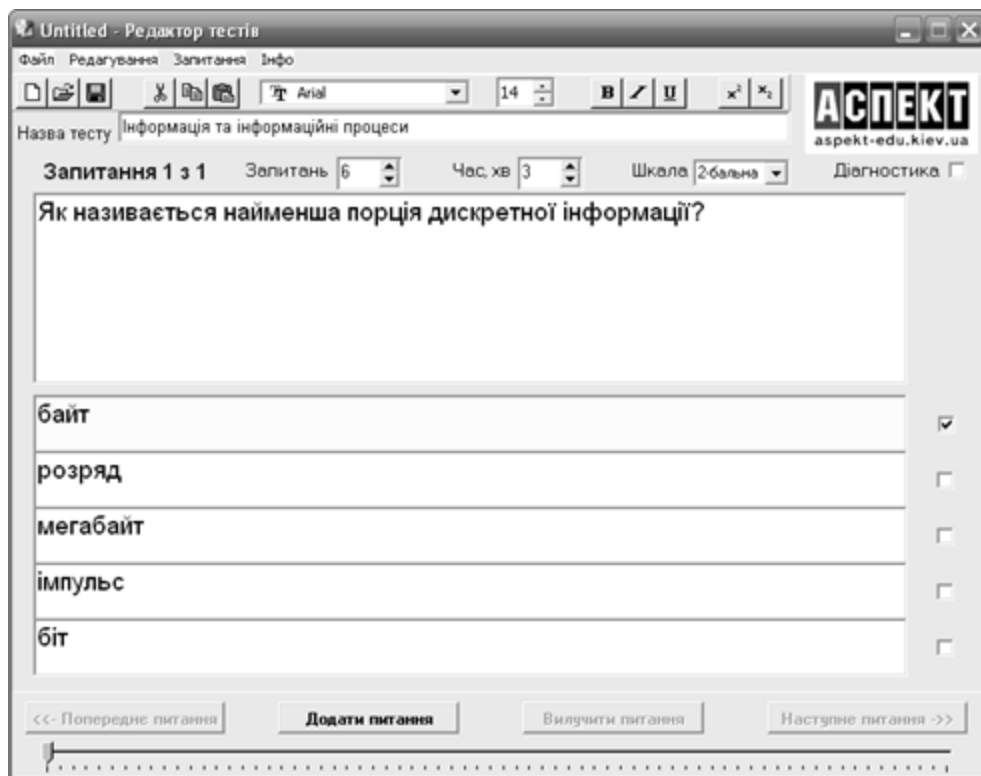 Untitled - Редактор тестів
Файл Редагування Запитання Інфо
Arial 14 B I U x² x₂
АСПЕКТ
aspekt-edu.kiev.ua
Назва тесту Інформація та інформаційні процеси
Запитання 1 з 1 Запитань 6 Час, хв 3 Шкала 2-бальна Діагностика
Як називається найменша порція дискретної інформації?
байт
розряд
мегабайт
імпульс
біт
<<- Попереднє питання Додати питання Вилучити питання Наступне питання ->>